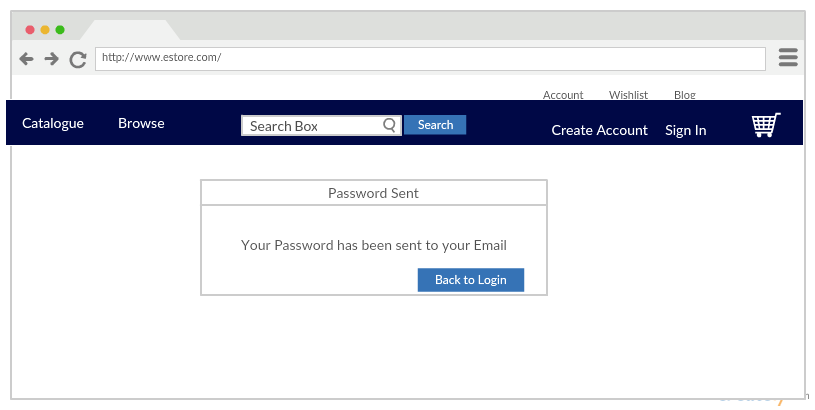 http://www.estore.com/
Account Wishlist Blog
Catalogue Browse Search Box Search Create Account Sign In
Password Sent
Your Password has been sent to your Email
Back to Login